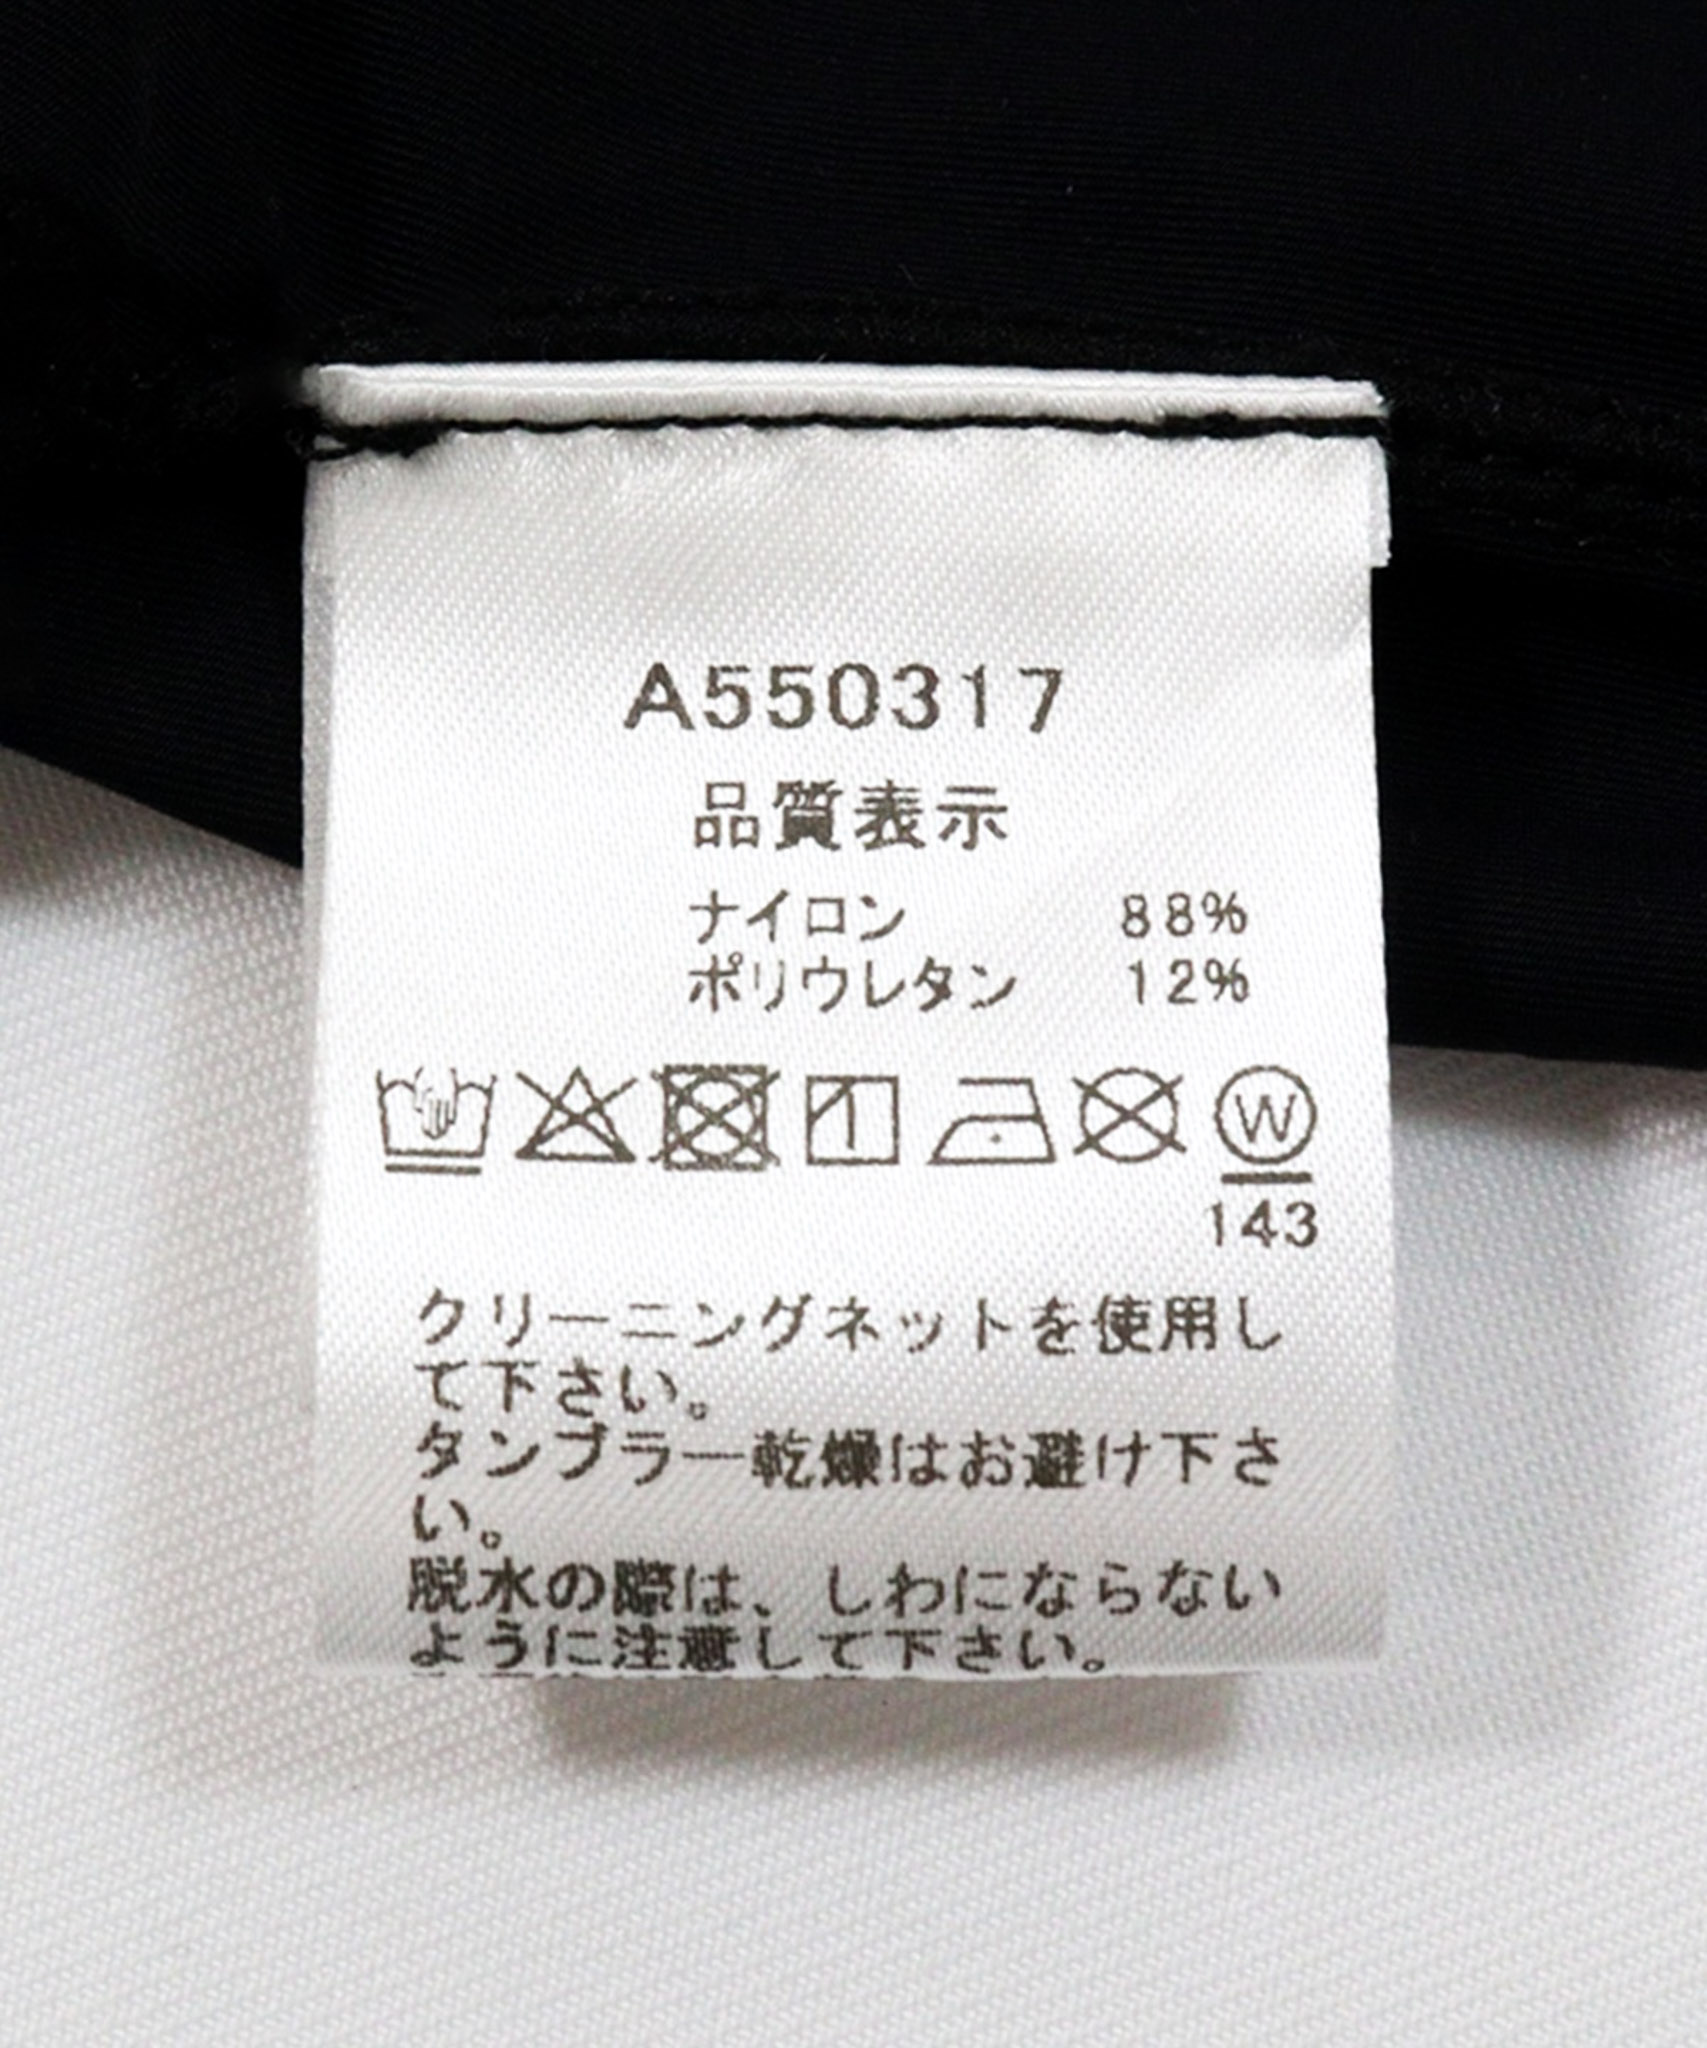 A550317
品質表示
ナイロン 88%
ポリウレタン 12%
W
143
クリーニングネットを使用し
て下さい。
タンブラー乾燥はお避け下さ
い。
脱水の際は、しわにならない
ように注意して下さい。